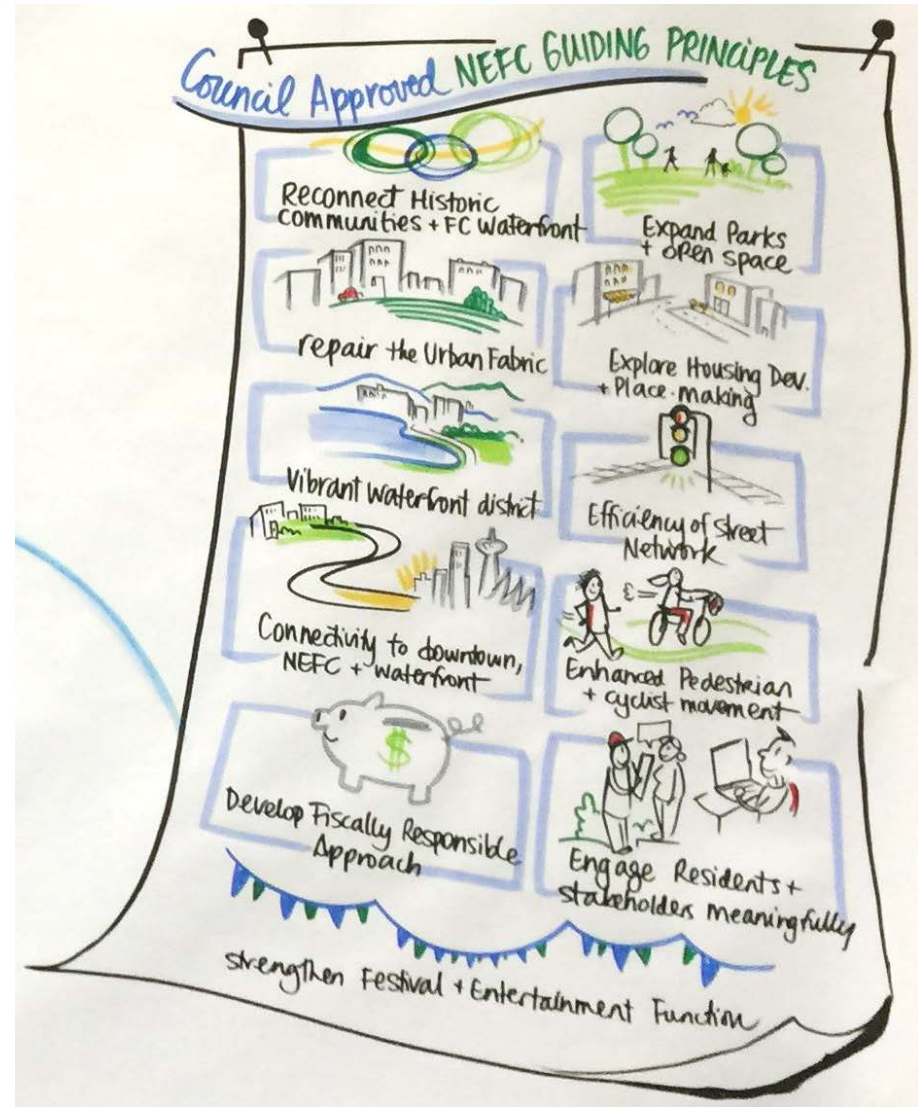 Council Approved NEFC GUIDING PRINCIPLES
Reconnect Historic
communities + FC Waterfront
Expand Parks
+ open space
repair the Urban Fabric
Explore Housing Dev.
+ Place-making
Vibrant waterfront district
Efficiency of street
Network
Connectivity to downtown,
NEFC + waterfront
Enhanced Pedestrian
+ cyclist movement
$
Develop Fiscally Responsible
Approach
Engage Residents +
stakeholders meaningfully
strengthen Festival + Entertainment Function